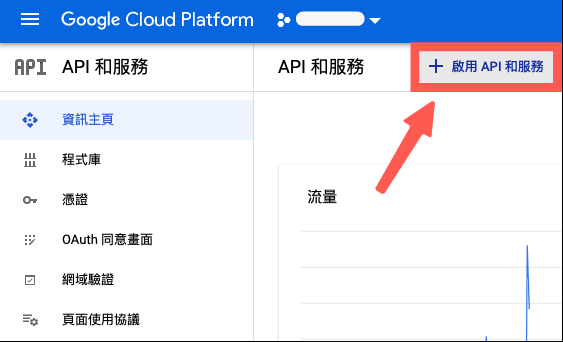 Google Cloud Platform
API API 和服務
API 和服務
+ 啟用 API 和服務
資訊主頁
程式庫
憑證
OAuth 同意畫面
網域驗證
頁面使用協議
流量